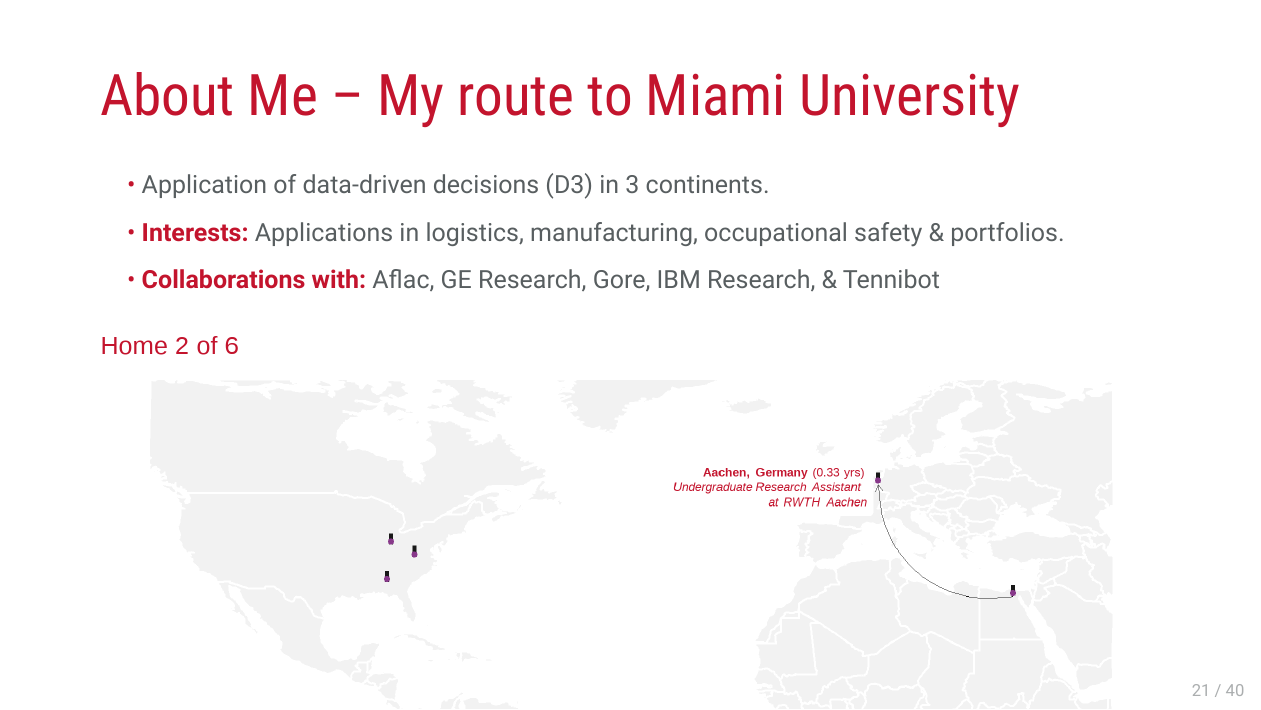 About Me – My route to Miami University
• Application of data-driven decisions (D3) in 3 continents.
• Interests: Applications in logistics, manufacturing, occupational safety & portfolios.
• Collaborations with: Aflac, GE Research, Gore, IBM Research, & Tennibot
Home 2 of 6
Aachen, Germany (0.33 yrs)
Undergraduate Research Assistant
at RWTH Aachen
21 / 40